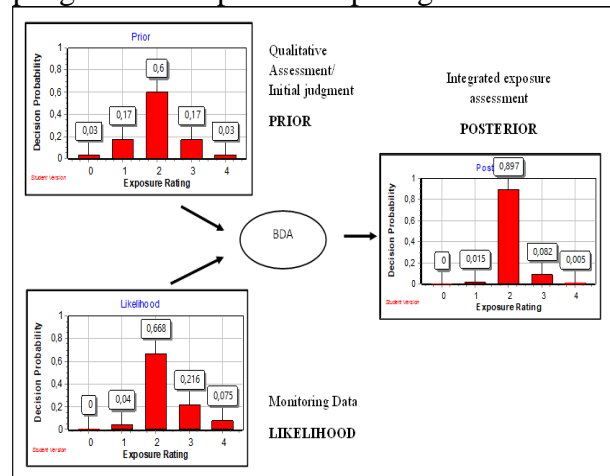 Prior
Decision Probability
1
0,8
0,6
0,4
0,2
0
0,03
0,17
0,6
0,17
0,03
0 1 2 3 4
Exposure Rating
Student Version
Qualitative
Assessment/
Initial judgment
PRIOR
Integrated exposure
assessment
POSTERIOR
BDA
Post
Decision Probability
1
0,8
0,6
0,4
0,2
0
0
0,015
0,897
0,082
0,005
0 1 2 3 4
Exposure Rating
Student Version
Likelihood
Decision Probability
1
0,8
0,6
0,4
0,2
0
0
0,04
0,668
0,216
0,075
0 1 2 3 4
Exposure Rating
Student Version
Monitoring Data
LIKELIHOOD